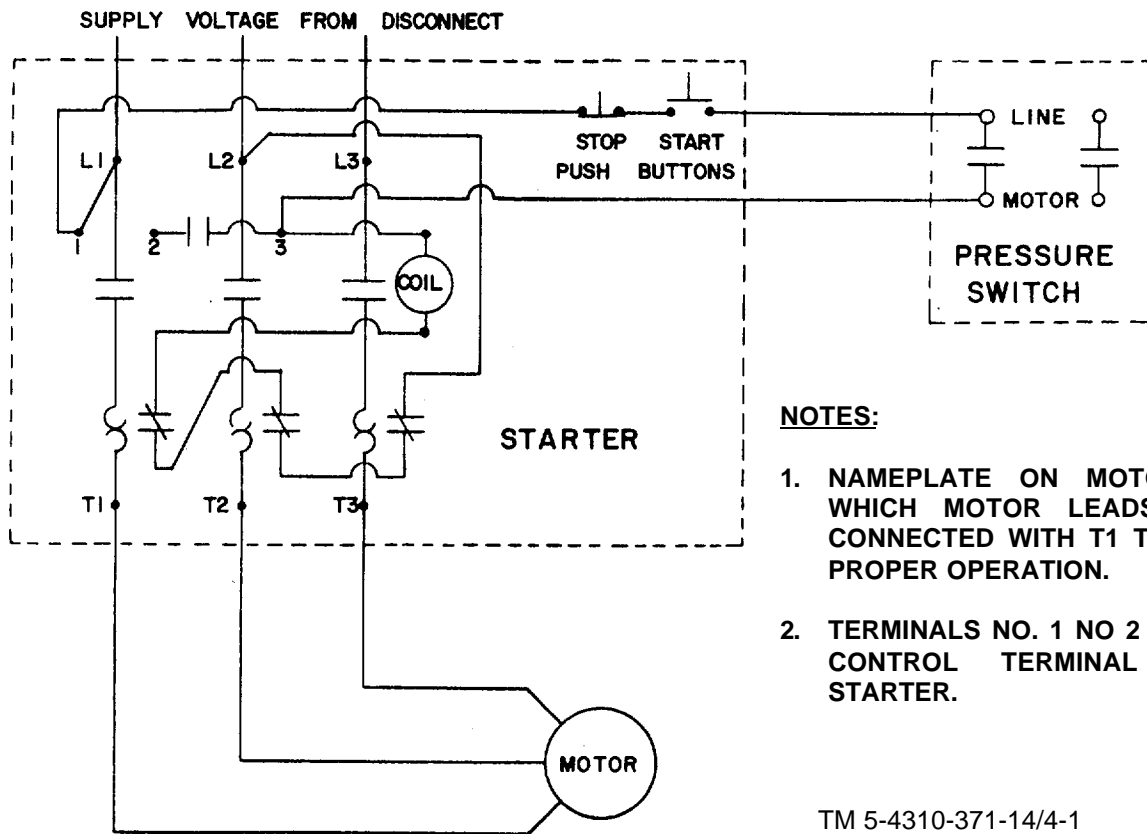 SUPPLY VOLTAGE FROM DISCONNECT
STOP START
PUSH BUTTONS
LINE
MOTOR
PRESSURE
SWITCH
L1 L2 L3
1 2 3
COIL
STARTER
T1 T2 T3
MOTOR
NOTES:
1. NAMEPLATE ON
WHICH MOTOR LEADS
CONNECTED WITH T1
PROPER OPERATION.
2. TERMINALS NO. 1 NO 2
CONTROL TERMINAL
STARTER.
TM 5-4310-371-14/4-1